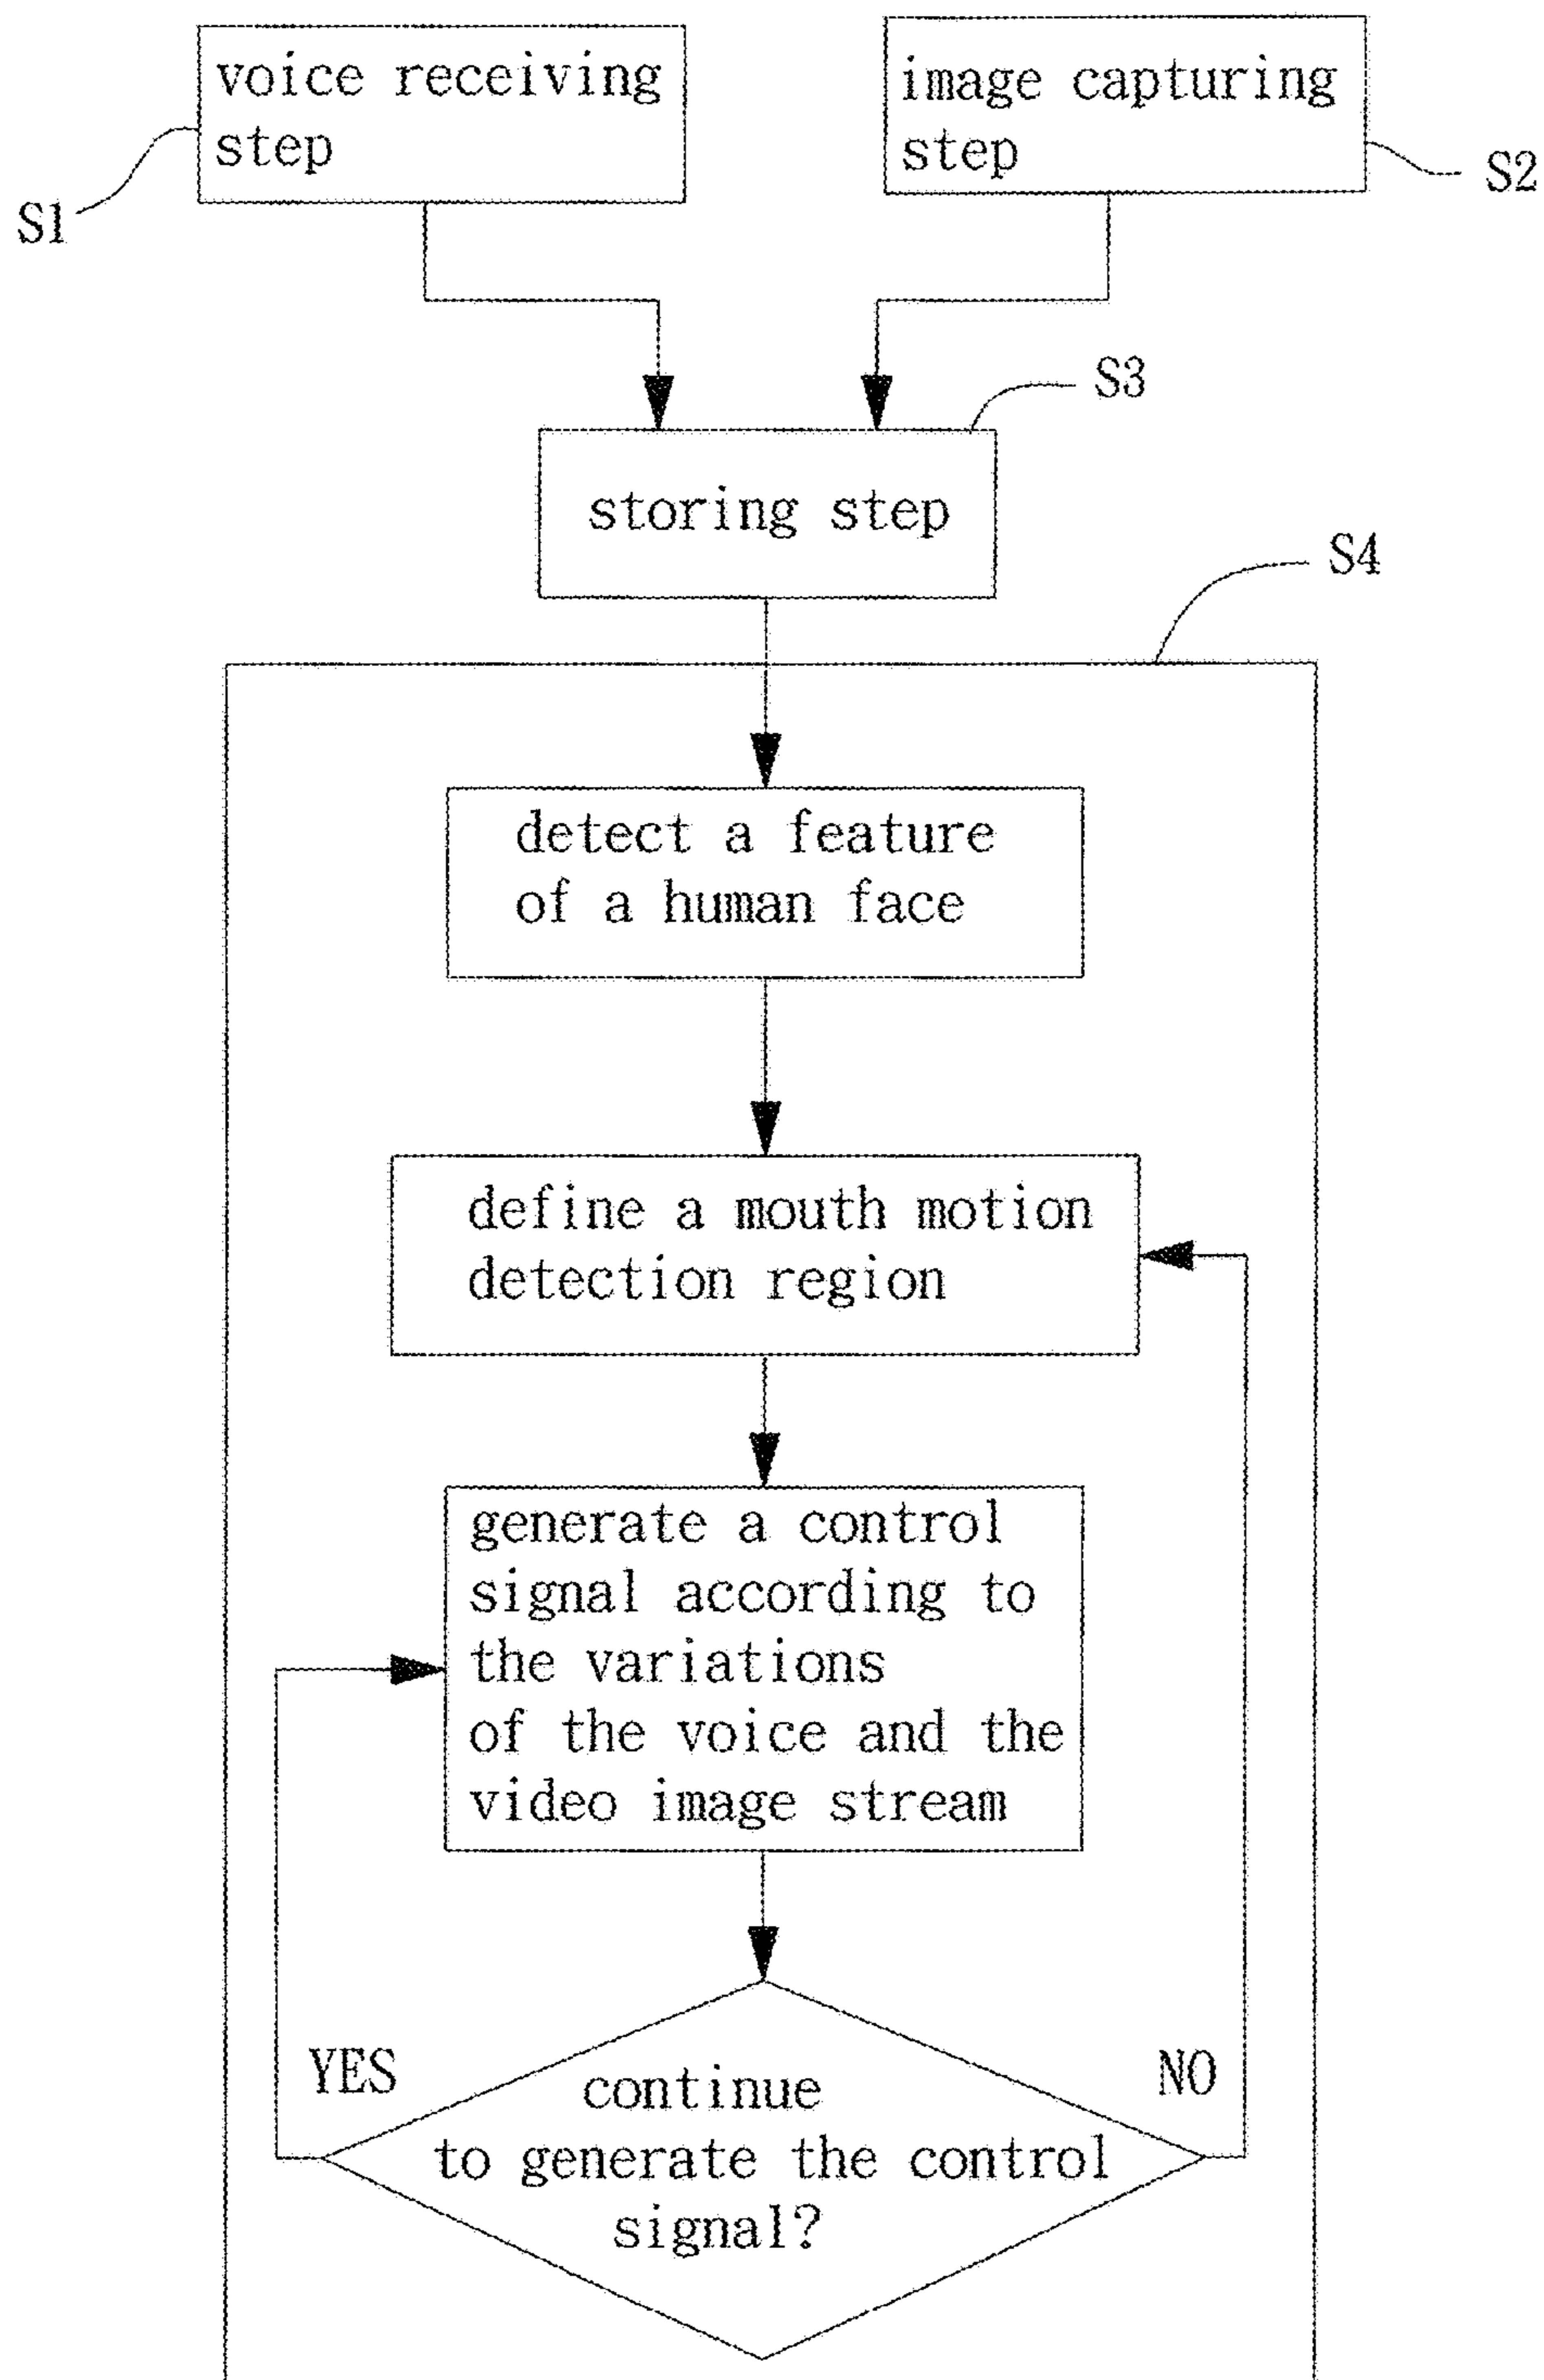 voice receiving
step
S1
image capturing
step
S2
S3
storing step
S4
detect a feature
of a human face
define a mouth motion
detection region
generate a control
signal according to
the variations
of the voice and the
video image stream
YES
NO
continue
to generate the control
signal?